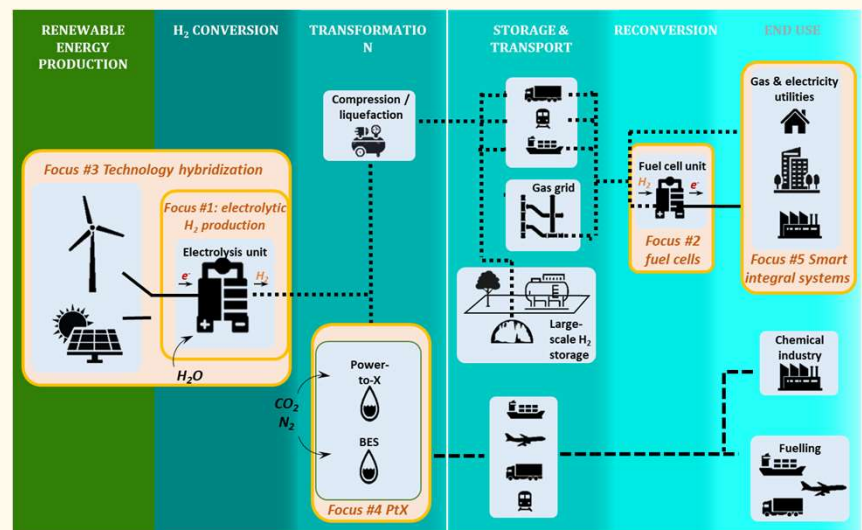 RENEWABLE
ENERGY
PRODUCTION
H₂ CONVERSION
TRANSFORMATIO
N
STORAGE &
TRANSPORT
RECONVERSION
END USE
Compression /
liquefaction
Gas & electricity
utilities
Focus #3 Technology hybridization
Focus #1: electrolytic
H₂ production
Electrolysis unit
e⁻
H₂
H₂O
Gas grid
Fuel cell unit
H₂
e⁻
Focus #2
fuel cells
Focus #5 Smart
integral systems
Large-
scale H₂
storage
Power-
to-X
CO₂
N₂
BES
Focus #4 PtX
Chemical
industry
Fuelling